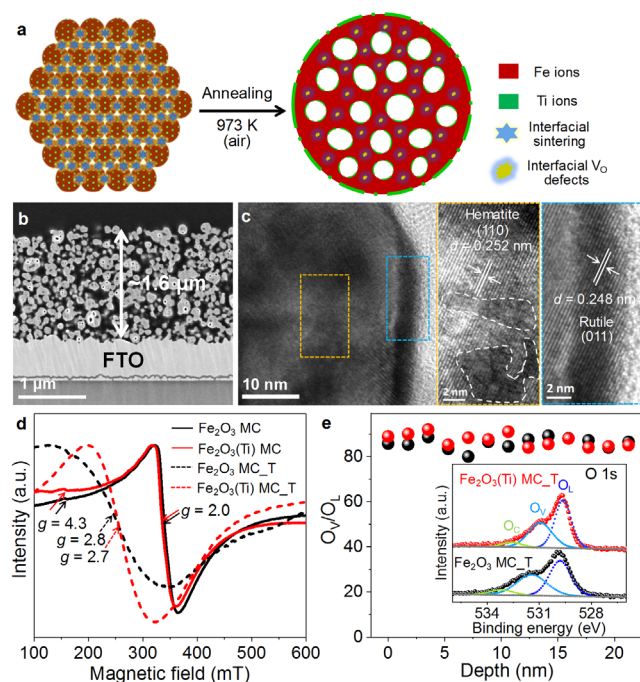 a
Annealing
973 K
(air)
Fe ions
Ti ions
Interfacial
sintering
Interfacial V_O
defects
b
~1.6 μm
FTO
1 μm
c
10 nm
Hematite
(110)
d = 0.252 nm
2 nm
d = 0.248 nm
Rutile
(011)
2 nm
d
Fe₂O₃ MC
Fe₂O₃(Ti) MC
Fe₂O₃ MC_T
Fe₂O₃(Ti) MC_T
g = 4.3
g = 2.8
g = 2.7
g = 2.0
Intensity (a.u.)
100 200 300 400 500 600
Magnetic field (mT)
e
O_V/O_L
100
80
60
40
20
0
0 5 10 15 20
Depth (nm)
O 1s
Fe₂O₃(Ti) MC_T
O_L
O_V
O_C
Fe₂O₃ MC_T
Intensity (a.u.)
534 531 528
Binding energy (eV)